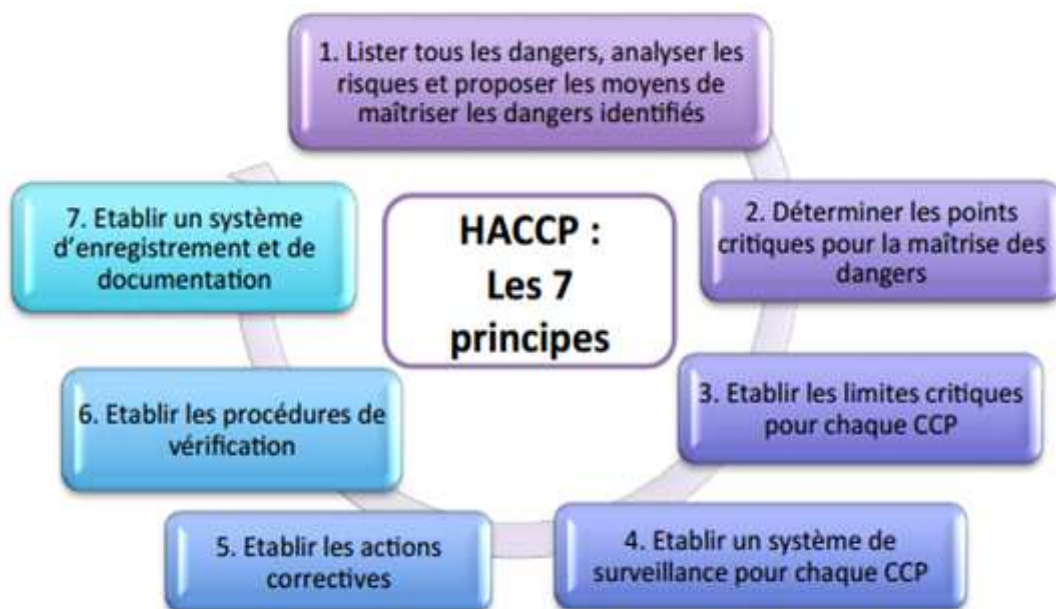 1. Lister tous les dangers, analyser les
risques et proposer les moyens de
maîtriser les dangers identifiés
2. Déterminer les points
critiques pour la maîtrise des
dangers
3. Etablir les limites critiques
pour chaque CCP
4. Etablir un système de
surveillance pour chaque CCP
5. Etablir les actions
correctives
6. Etablir les procédures de
vérification
7. Etablir un système
d’enregistrement et de
documentation
HACCP :
Les 7
principes